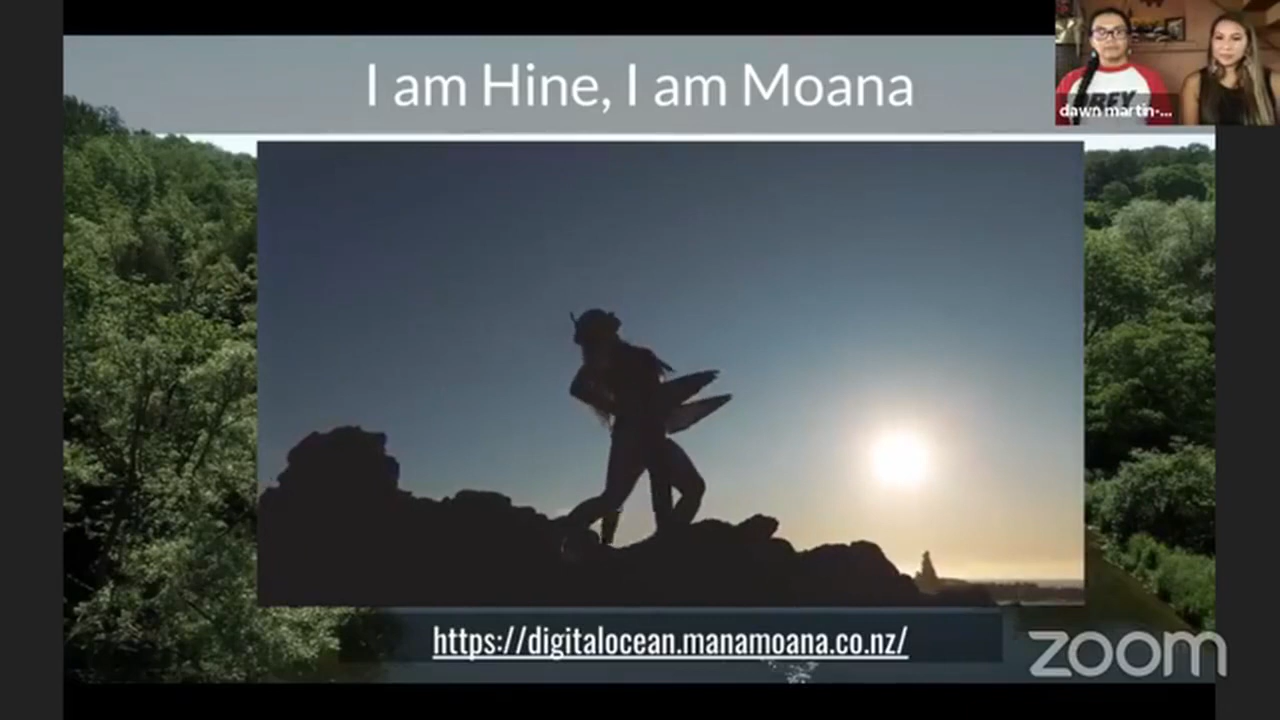 I am Hine, I am Moana
dawn martin-...
https://digitalocean.manamoana.co.nz/
zoom